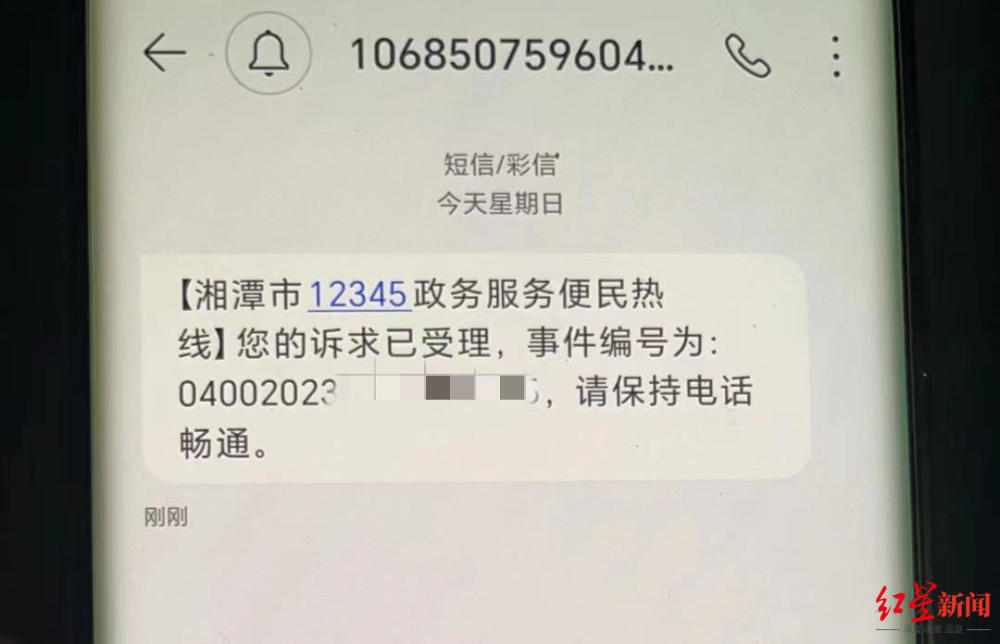 106850759604...
短信/彩信
今天星期日
【湘潭市12345政务服务便民热
线】您的诉求已受理，事件编号为：
04002023 5，请保持电话
畅通。
刚刚
红星新闻